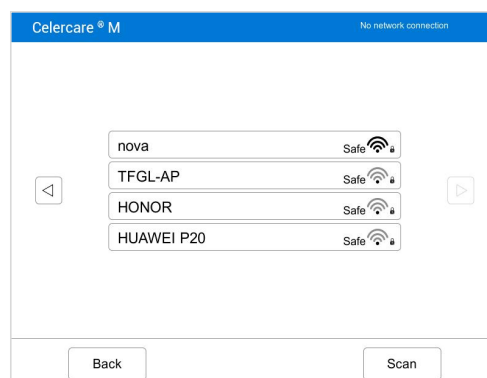 Celercare ® M
No network connection
nova Safe
TFGL-AP Safe
HONOR Safe
HUAWEI P20 Safe
Back
Scan